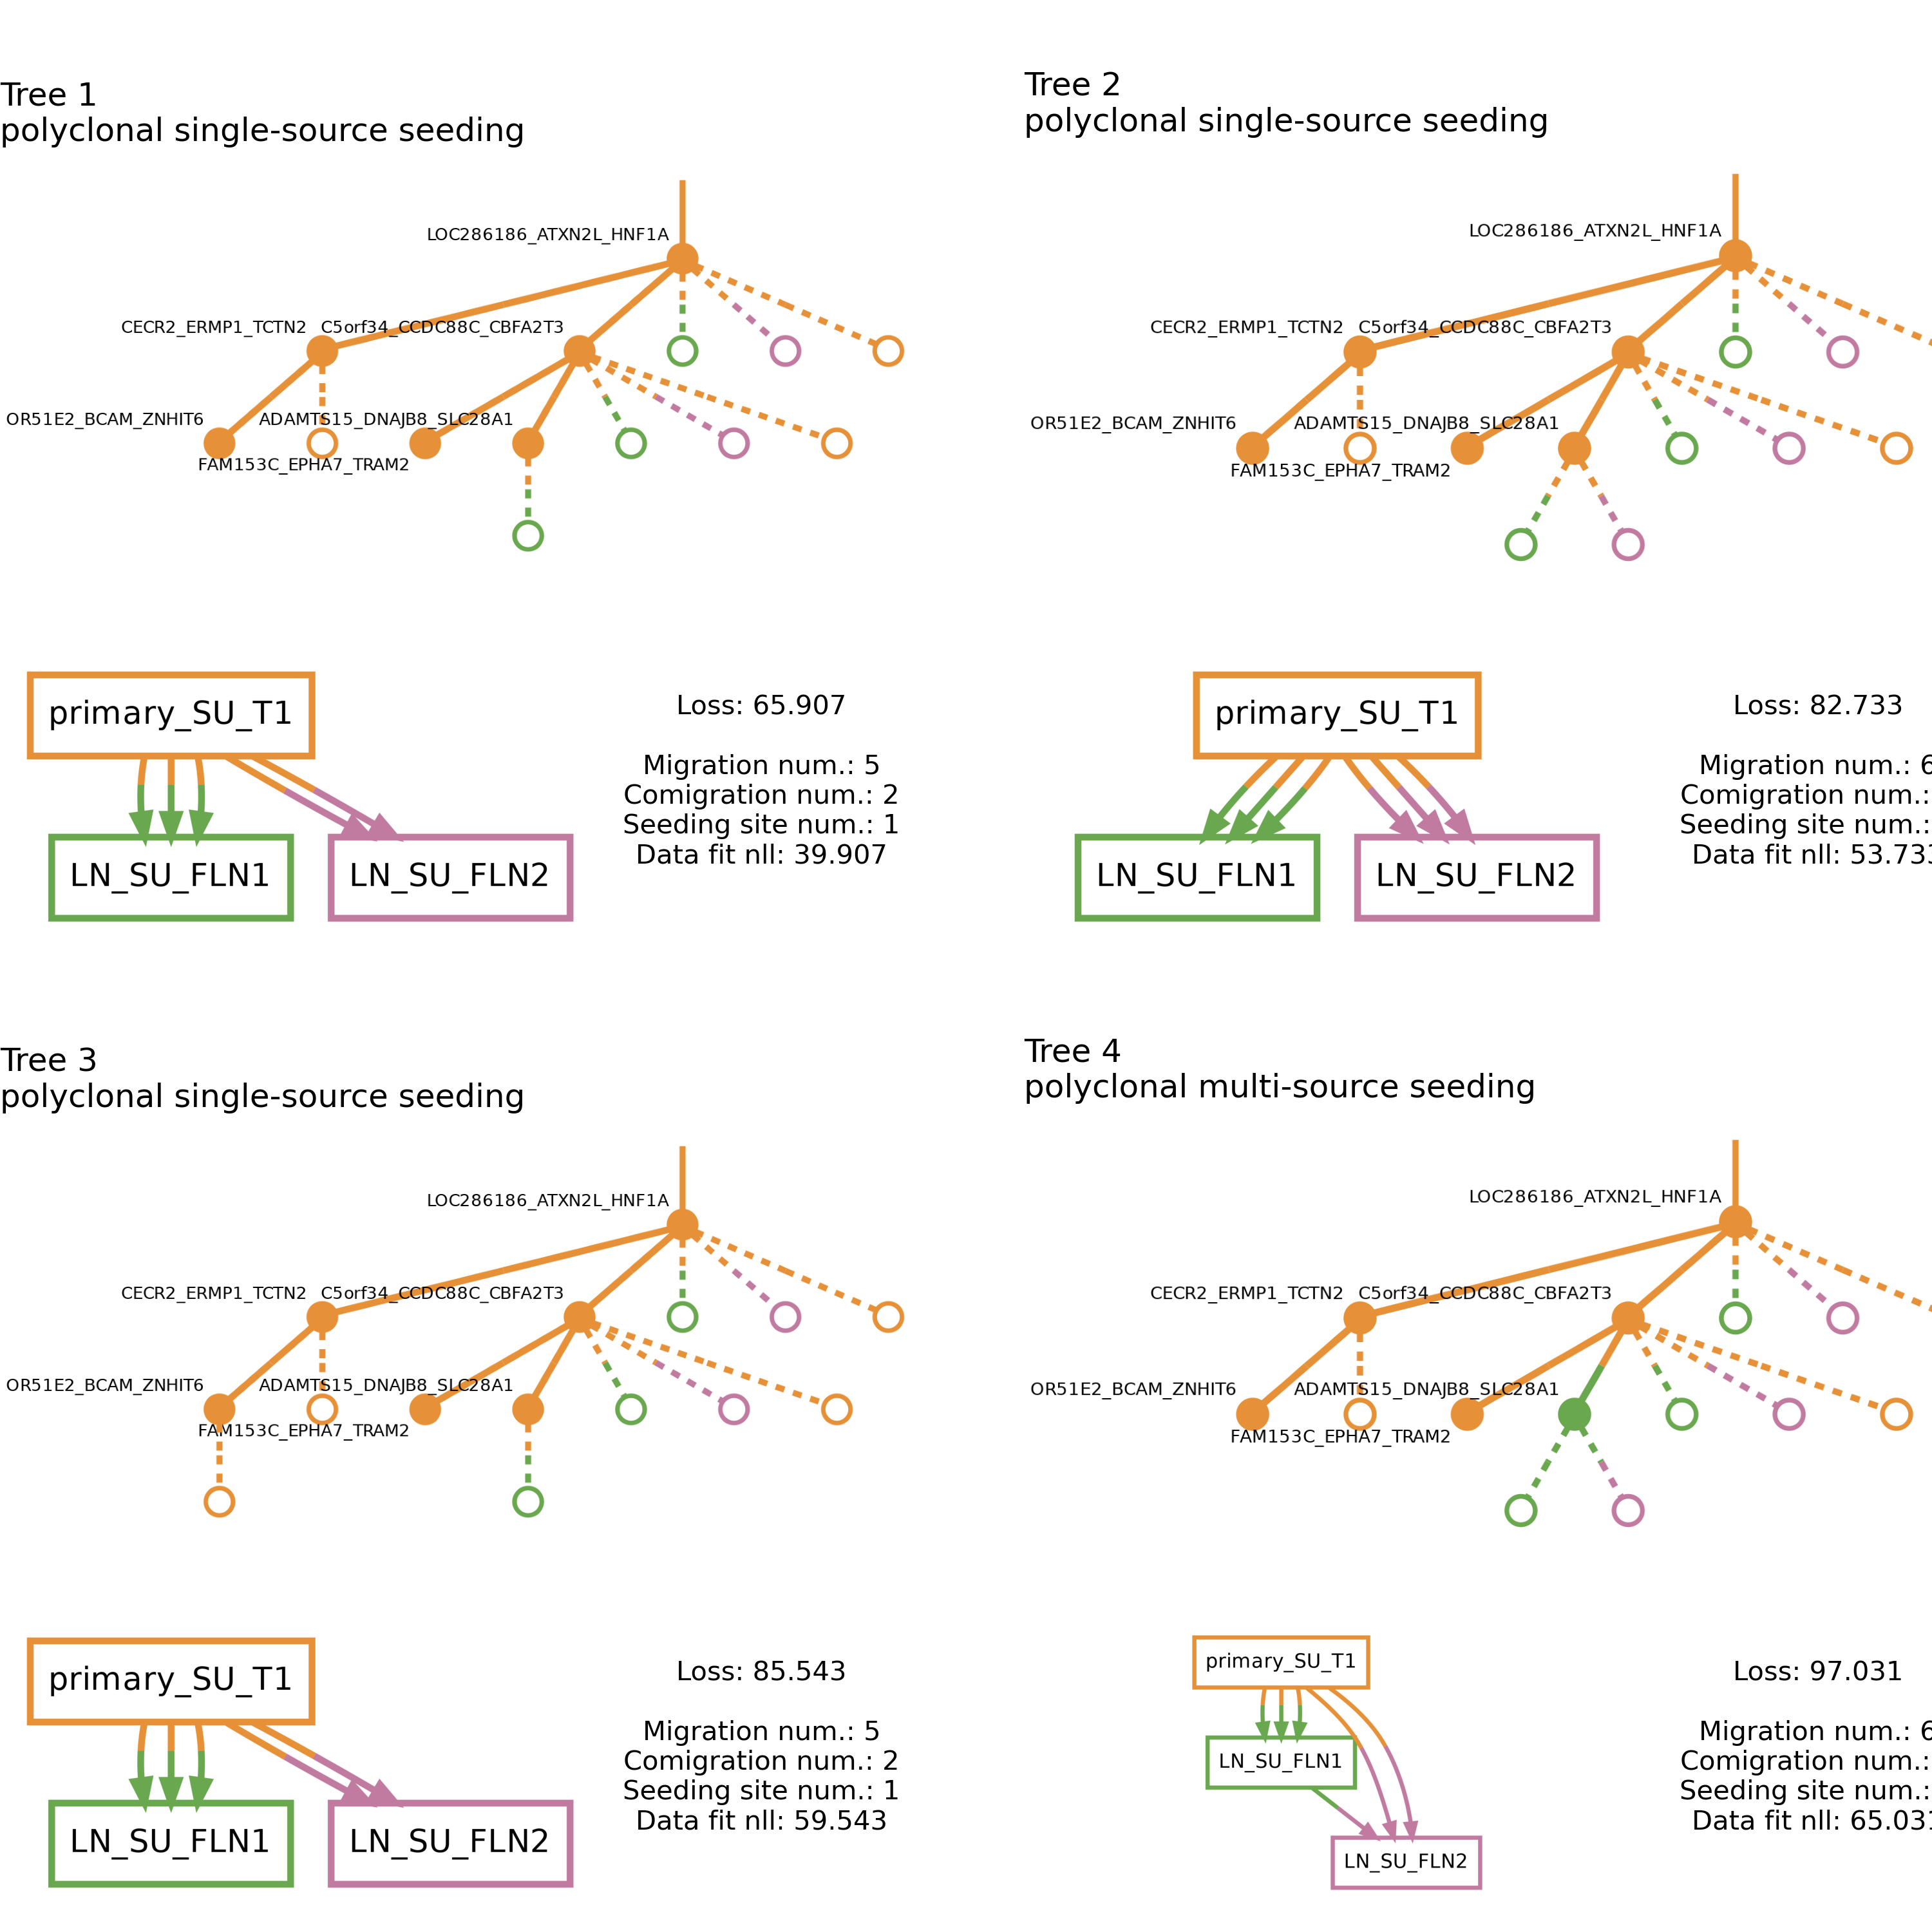 Tree 1
polyclonal single-source seeding
LOC286186_ATXN2L_HNF1A
CECR2_ERMP1_TCTN2
C5orf34_CCDC88C_CBFA2T3
OR51E2_BCAM_ZNHIT6
ADAMTS15_DNAJB8_SLC28A1
FAM153C_EPHA7_TRAM2
primary_SU_T1
LN_SU_FLN1
LN_SU_FLN2
Loss: 65.907
Migration num.: 5
Comigration num.: 2
Seeding site num.: 1
Data fit nll: 39.907
Tree 2
polyclonal single-source seeding
LOC286186_ATXN2L_HNF1A
CECR2_ERMP1_TCTN2
C5orf34_CCDC88C_CBFA2T3
OR51E2_BCAM_ZNHIT6
ADAMTS15_DNAJB8_SLC28A1
FAM153C_EPHA7_TRAM2
primary_SU_T1
LN_SU_FLN1
LN_SU_FLN2
Loss: 82.733
Migration num.: 6
Comigration num.:
Seeding site num.:
Data fit nll: 53.733
Tree 3
polyclonal single-source seeding
LOC286186_ATXN2L_HNF1A
CECR2_ERMP1_TCTN2
C5orf34_CCDC88C_CBFA2T3
OR51E2_BCAM_ZNHIT6
ADAMTS15_DNAJB8_SLC28A1
FAM153C_EPHA7_TRAM2
primary_SU_T1
LN_SU_FLN1
LN_SU_FLN2
Loss: 85.543
Migration num.: 5
Comigration num.: 2
Seeding site num.: 1
Data fit nll: 59.543
Tree 4
polyclonal multi-source seeding
LOC286186_ATXN2L_HNF1A
CECR2_ERMP1_TCTN2
C5orf34_CCDC88C_CBFA2T3
OR51E2_BCAM_ZNHIT6
ADAMTS15_DNAJB8_SLC28A1
FAM153C_EPHA7_TRAM2
primary_SU_T1
LN_SU_FLN1
LN_SU_FLN2
Loss: 97.031
Migration num.: 6
Comigration num.:
Seeding site num.:
Data fit nll: 65.031